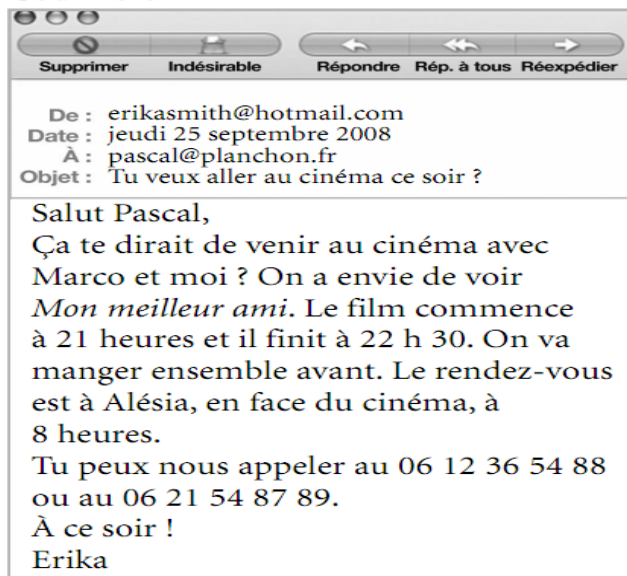 Supprimer Indésirable Répondre Rép. à tous Réexpédier
De : erikasmith@hotmail.com
Date : jeudi 25 septembre 2008
À : pascal@planchon.fr
Objet : Tu veux aller au cinéma ce soir ?
Salut Pascal,
Ça te dirait de venir au cinéma avec
Marco et moi ? On a envie de voir
Mon meilleur ami. Le film commence
à 21 heures et il finit à 22 h 30. On va
manger ensemble avant. Le rendez-vous
est à Alésia, en face du cinéma, à
8 heures.
Tu peux nous appeler au 06 12 36 54 88
ou au 06 21 54 87 89.
À ce soir !
Erika